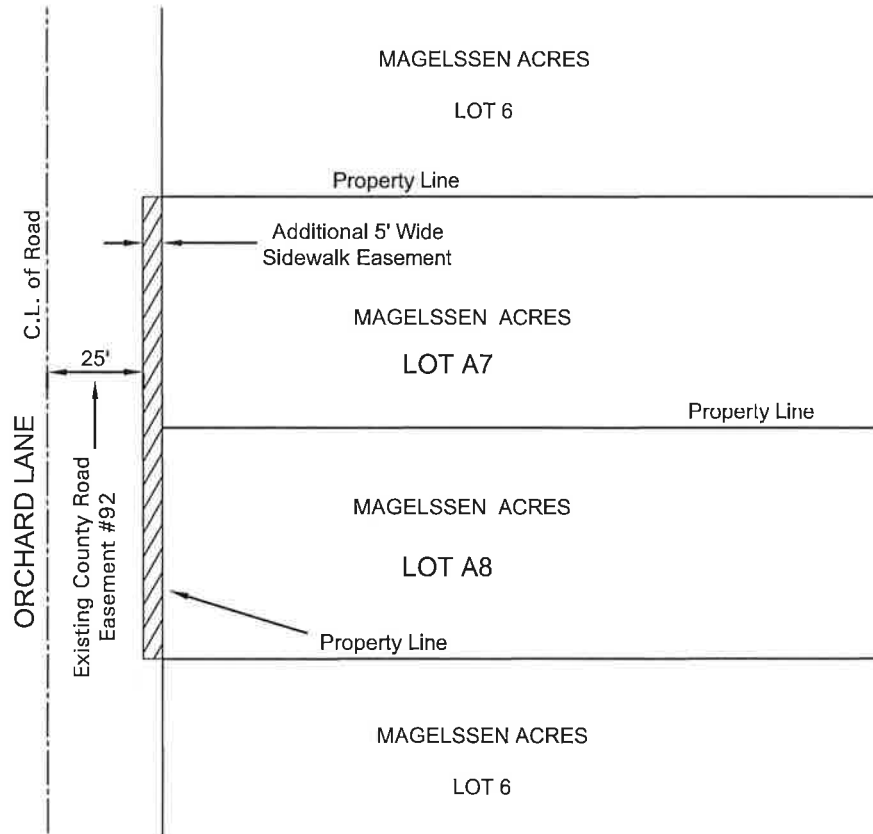 MAGELSSEN ACRES
LOT 6
Property Line
Additional 5' Wide
Sidewalk Easement
C.L. of Road
MAGELSSEN ACRES
LOT A7
25'
Property Line
ORCHARD LANE
Existing County Road
Easement #92
MAGELSSEN ACRES
LOT A8
Property Line
MAGELSSEN ACRES
LOT 6